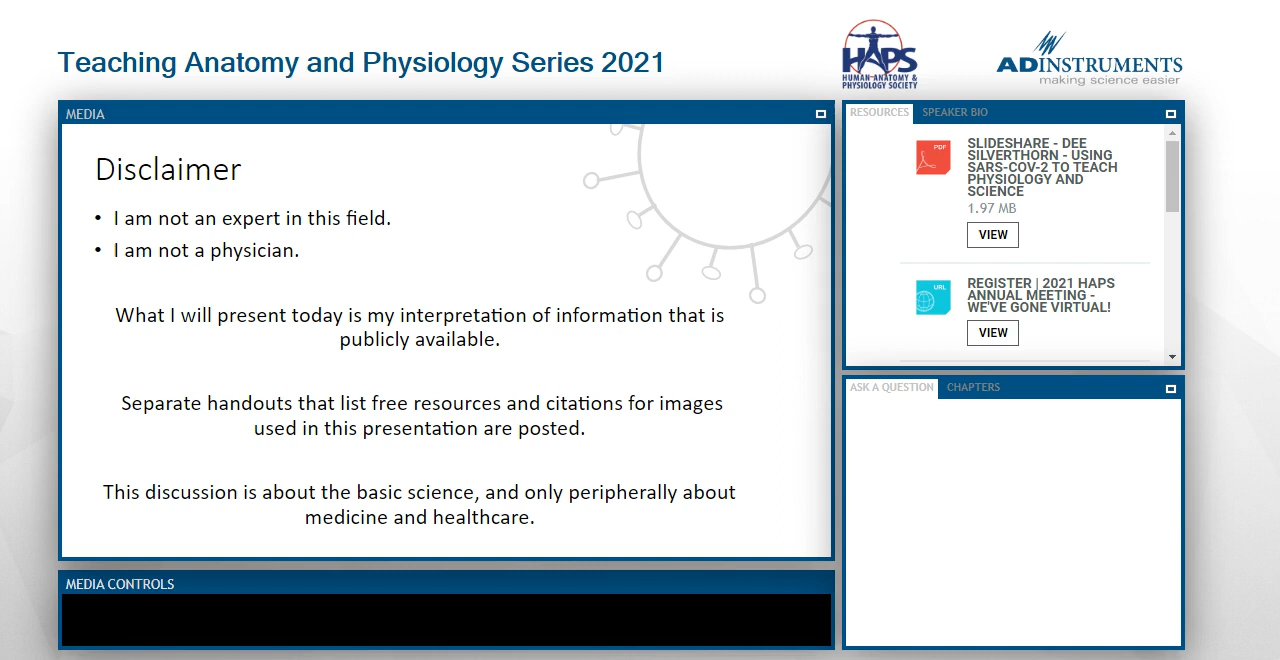 Teaching Anatomy and Physiology Series 2021
HAPS
HUMAN ANATOMY &
PHYSIOLOGY SOCIETY
ADINSTRUMENTS
making science easier
MEDIA
Disclaimer
• I am not an expert in this field.
• I am not a physician.
What I will present today is my interpretation of information that is
publicly available.
Separate handouts that list free resources and citations for images
used in this presentation are posted.
This discussion is about the basic science, and only peripherally about
medicine and healthcare.
MEDIA CONTROLS
RESOURCES SPEAKER BIO
PDF
SLIDESHARE - DEE
SILVERTHORN - USING
SARS-COV-2 TO TEACH
PHYSIOLOGY AND
SCIENCE
1.97 MB
VIEW
URL
REGISTER | 2021 HAPS
ANNUAL MEETING -
WE'VE GONE VIRTUAL!
VIEW
ASK A QUESTION CHAPTERS